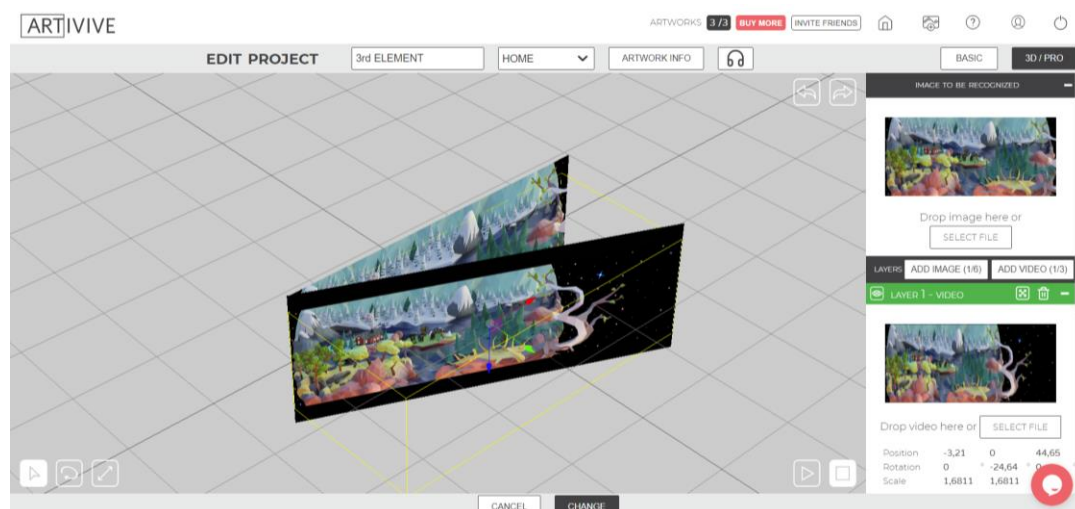 ARTIVIVE
ARTWORKS 3 /3 BUY MORE INVITE FRIENDS
EDIT PROJECT 3rd ELEMENT HOME ARTWORK INFO BASIC 3D / PRO
IMAGE TO BE RECOGNIZED
Drop image here or
SELECT FILE
LAYERS ADD IMAGE (1/6) ADD VIDEO (1/3)
LAYER 1 - VIDEO
Drop video here or SELECT FILE
Position -3,21 0 44,65
Rotation 0 ° -24,64 °
Scale 1,6811 1,6811
CANCEL CHANGE